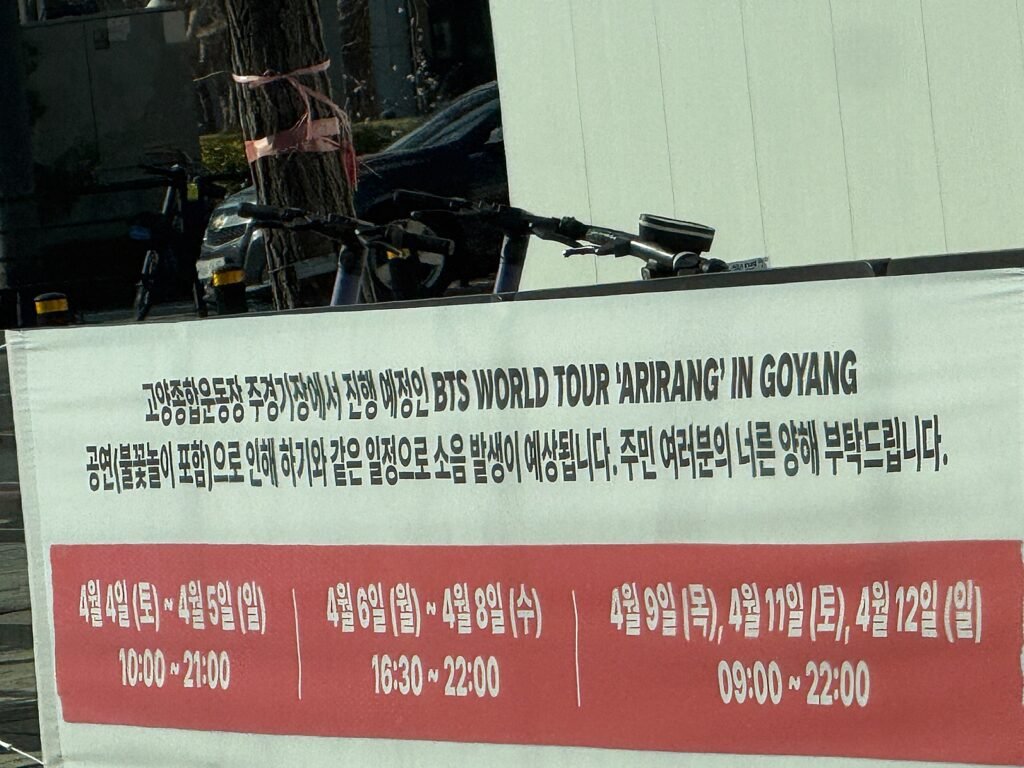 고양종합운동장 주경기장에서 진행 예정인 BTS WORLD TOUR 'ARIRANG' IN GOYANG
공연(불꽃놀이 포함)으로 인해 하기와 같은 일정으로 소음 발생이 예상됩니다. 주민 여러분의 너른 양해 부탁드립니다.
4월 4일 (토) ~ 4월 5일 (일)
10:00 ~ 21:00
4월 6일 (월) ~ 4월 8일 (수)
16:30 ~ 22:00
4월 9일 (목), 4월 11일 (토), 4월 12일 (일)
09:00 ~ 22:00